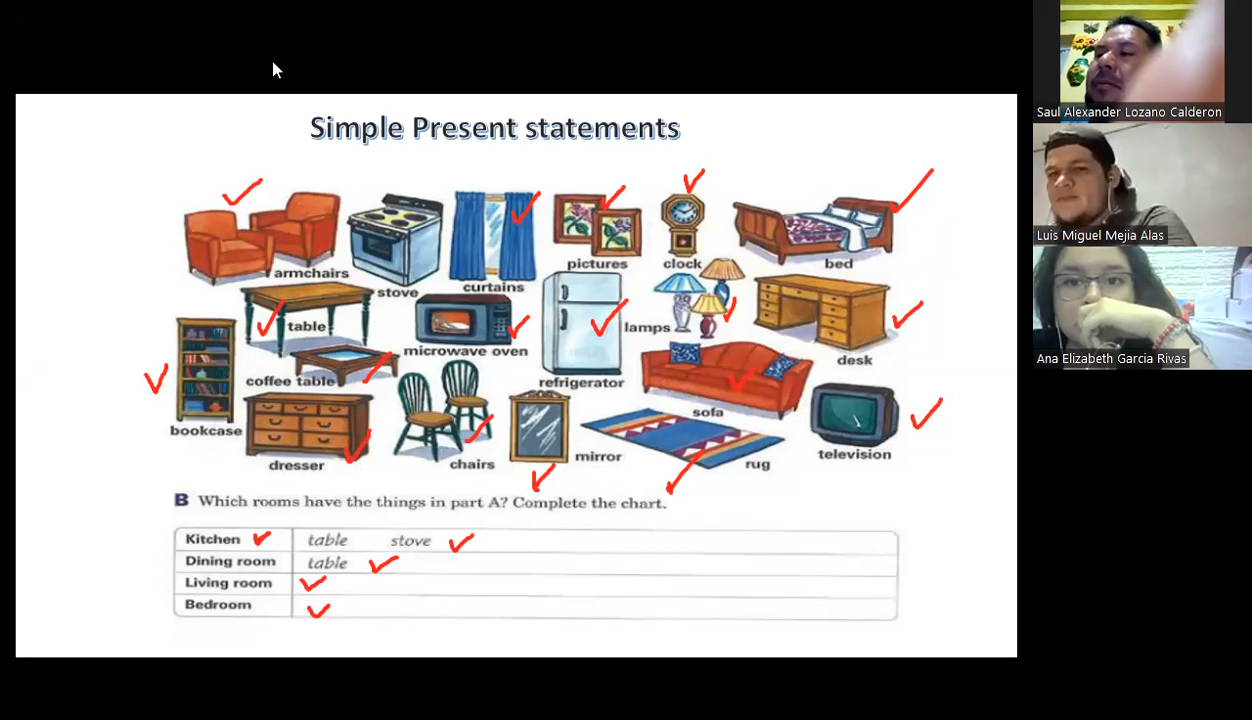 Simple Present statements
Saul Alexander Lozano Calderon
Luis Miguel Mejia Alas
Ana Elizabeth Garcia Rivas
armchairs
stove
curtains
pictures
clock
bed
table
microwave oven
refrigerator
lamps
desk
bookcase
coffee table
dresser
chairs
mirror
sofa
rug
television
B Which rooms have the things in part A? Complete the chart.
Kitchen table stove
Dining room table
Living room
Bedroom